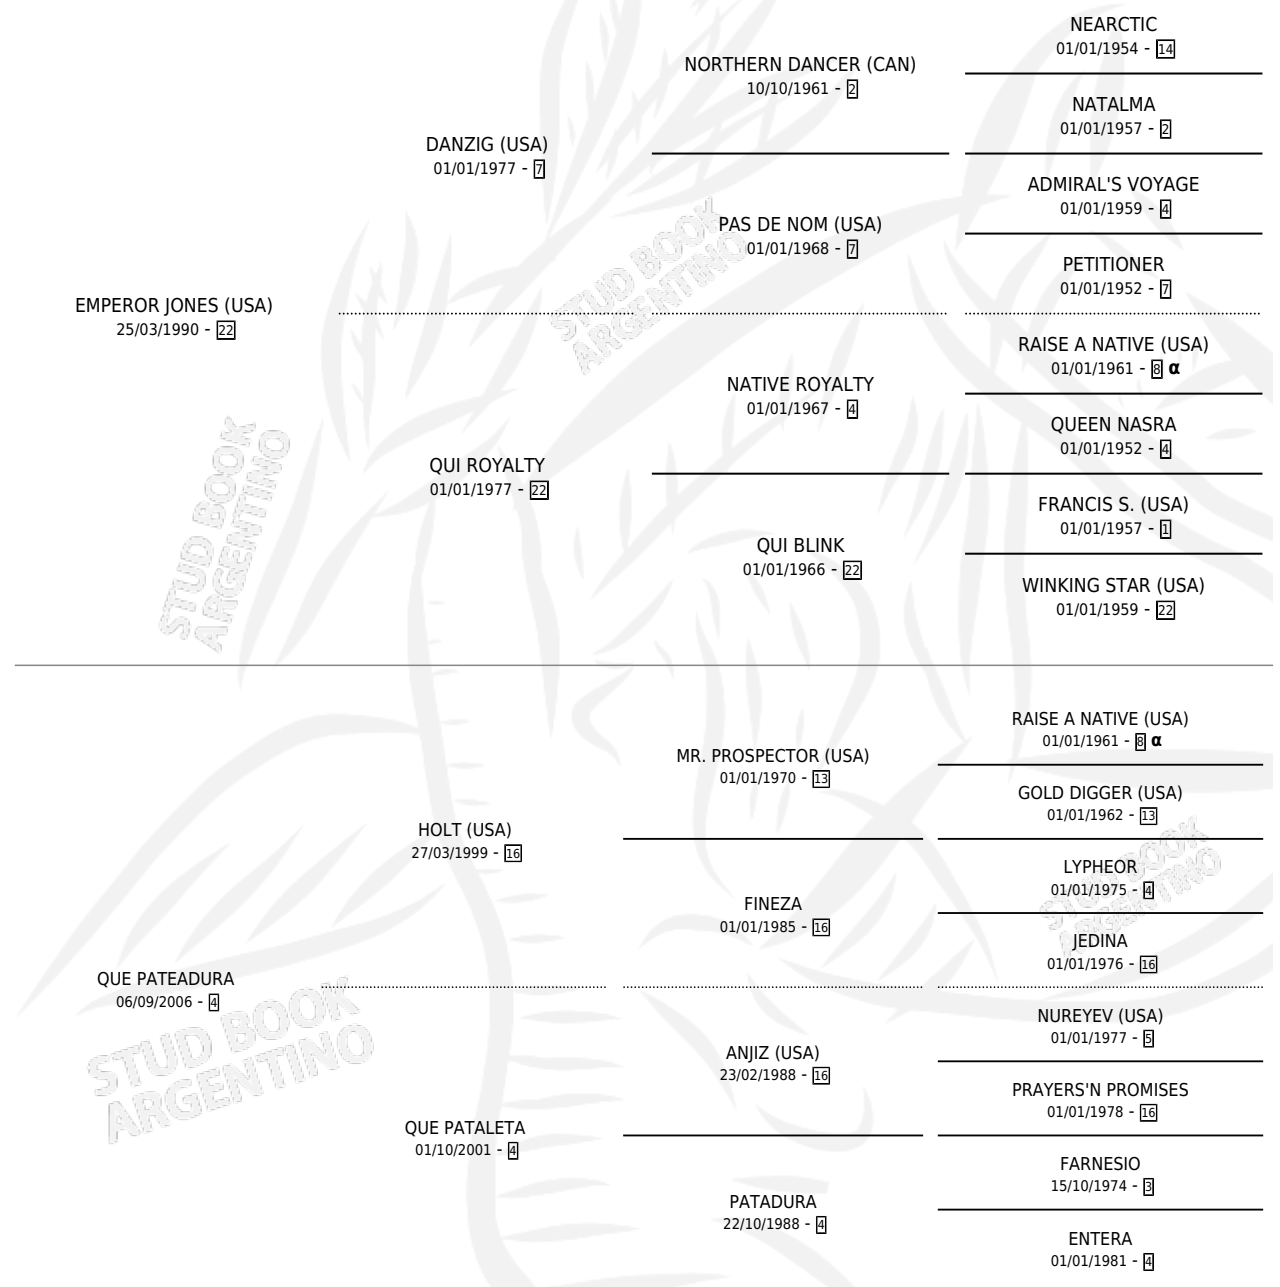 NEARCTIC
01/01/1954 - 14
NORTHERN DANCER (CAN)
10/10/1961 - 2
NATALMA
01/01/1957 - 2
DANZIG (USA)
01/01/1977 - 7
ADMIRAL'S VOYAGE
01/01/1959 - 4
PAS DE NOM (USA)
01/01/1968 - 7
PETITIONER
01/01/1952 - 7
EMPEROR JONES (USA)
25/03/1990 - 22
STUD BOOK
ARGENTINO
RAISE A NATIVE (USA)
01/01/1961 - 8 α
NATIVE ROYALTY
01/01/1967 - 4
QUEEN NASRA
01/01/1952 - 4
QUI ROYALTY
01/01/1977 - 22
FRANCIS S. (USA)
01/01/1957 - 1
QUI BLINK
01/01/1966 - 22
WINKING STAR (USA)
01/01/1959 - 22
STUD BOOK
ARGENTINO
RAISE A NATIVE (USA)
01/01/1961 - 8 α
MR. PROSPECTOR (USA)
01/01/1970 - 13
GOLD DIGGER (USA)
01/01/1962 - 13
HOLT (USA)
27/03/1999 - 16
LYPHEOR
01/01/1975 - 4
FINEZA
01/01/1985 - 16
JEDINA
01/01/1976 - 16
STUD BOOK
ARGENTINO
QUE PATEADURA
06/09/2006 - 4
NUREYEV (USA)
01/01/1977 - 5
ANJIZ (USA)
23/02/1988 - 16
PRAYERS'N PROMISES
01/01/1978 - 16
QUE PATALETA
01/10/2001 - 4
FARNESIO
15/10/1974 - 3
PATADURA
22/10/1988 - 4
ENTERA
01/01/1981 - 4
STUD BOOK
ARGENTINO